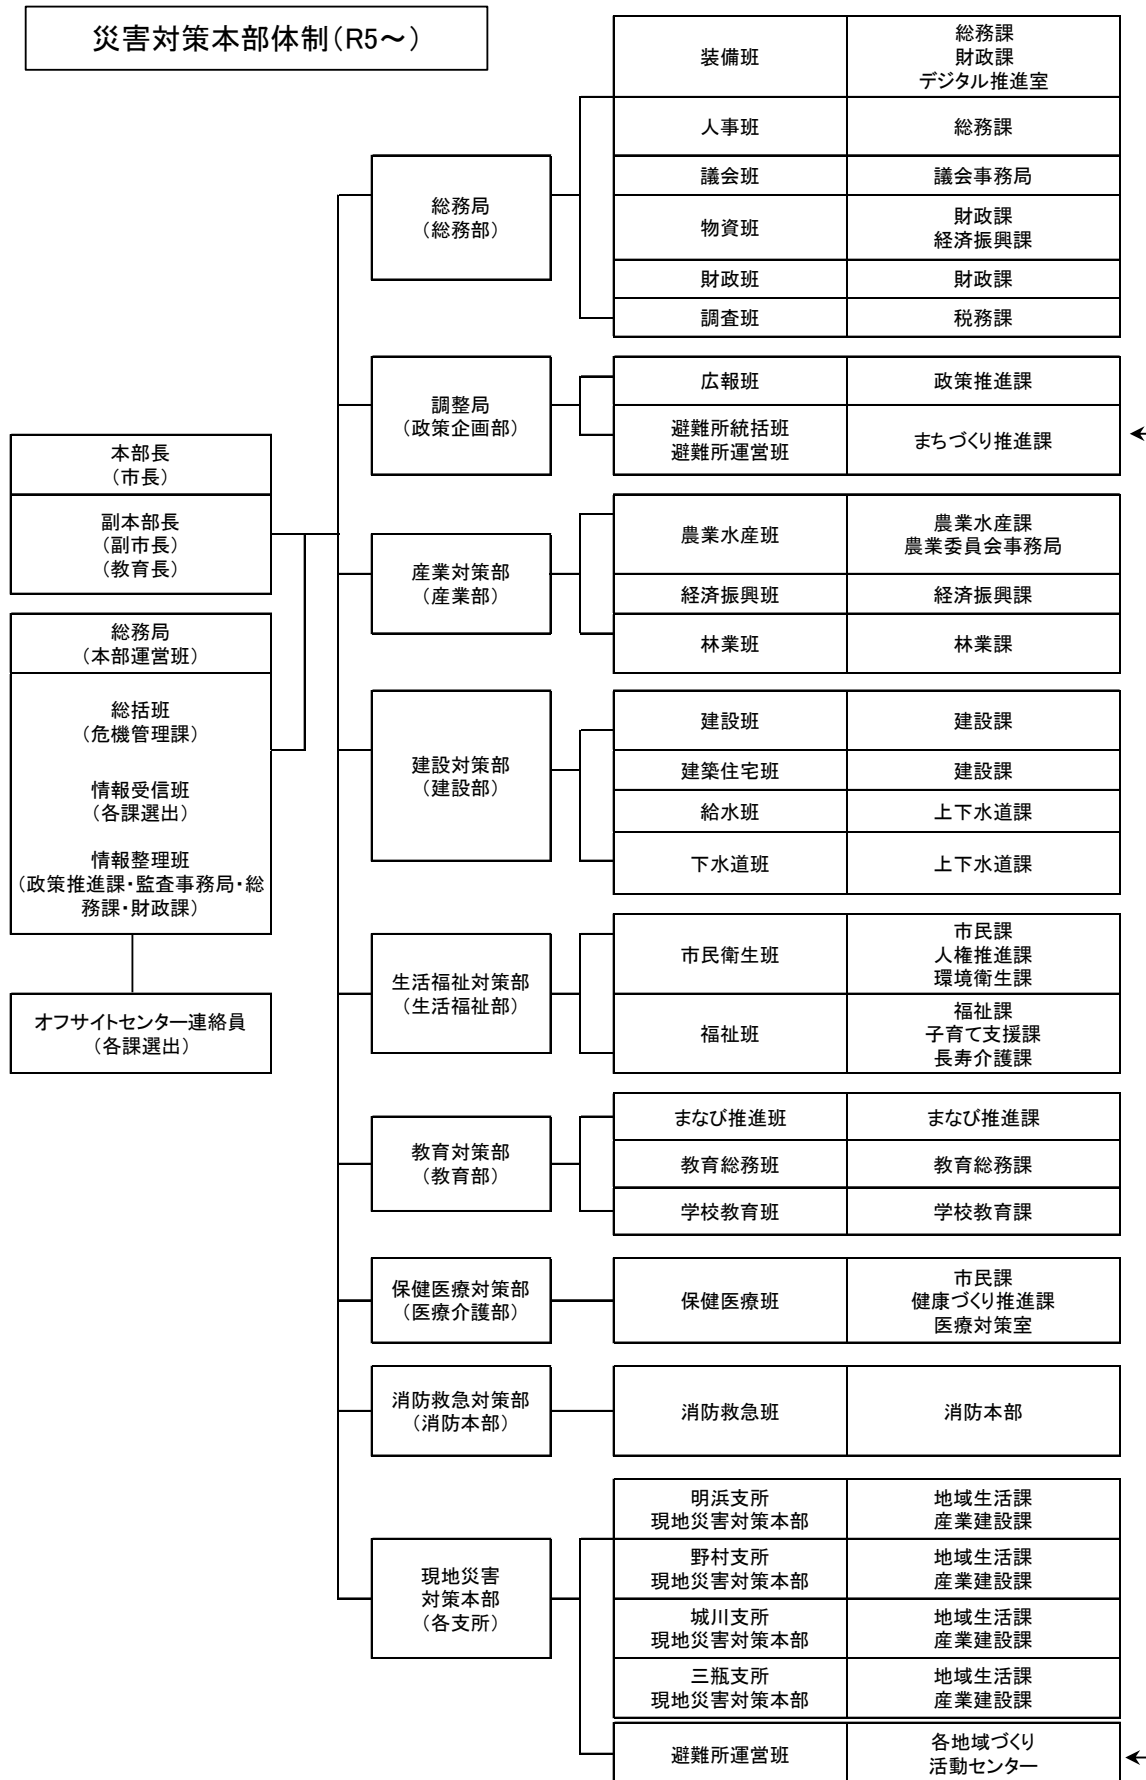 災害対策本部体制（R5～）
本部長
（市長）
副本部長
（副市長）
（教育長）
総務局
（本部運営班）
総括班
（危機管理課）
情報受信班
（各課選出）
情報整理班
（政策推進課・監査事務局・総
務課・財政課）
オフサイトセンター連絡員
（各課選出）
総務局
（総務部）
装備班
総務課
財政課
デジタル推進室
人事班
総務課
議会班
議会事務局
物資班
財政課
経済振興課
財政班
財政課
調査班
税務課
調整局
（政策企画部）
広報班
政策推進課
避難所統括班
避難所運営班
まちづくり推進課
産業対策部
（産業部）
農業水産班
農業水産課
農業委員会事務局
経済振興班
経済振興課
林業班
林業課
建設対策部
（建設部）
建設班
建設課
建築住宅班
建設課
給水班
上下水道課
下水道班
上下水道課
生活福祉対策部
（生活福祉部）
市民衛生班
市民課
人権推進課
環境衛生課
福祉班
福祉課
子育て支援課
長寿介護課
教育対策部
（教育部）
まなび推進班
まなび推進課
教育総務班
教育総務課
学校教育班
学校教育課
保健医療対策部
（医療介護部）
保健医療班
市民課
健康づくり推進課
医療対策室
消防救急対策部
（消防本部）
消防救急班
消防本部
現地災害
対策本部
（各支所）
明浜支所
現地災害対策本部
地域生活課
産業建設課
野村支所
現地災害対策本部
地域生活課
産業建設課
城川支所
現地災害対策本部
地域生活課
産業建設課
三瓶支所
現地災害対策本部
地域生活課
産業建設課
避難所運営班
各地域づくり
活動センター